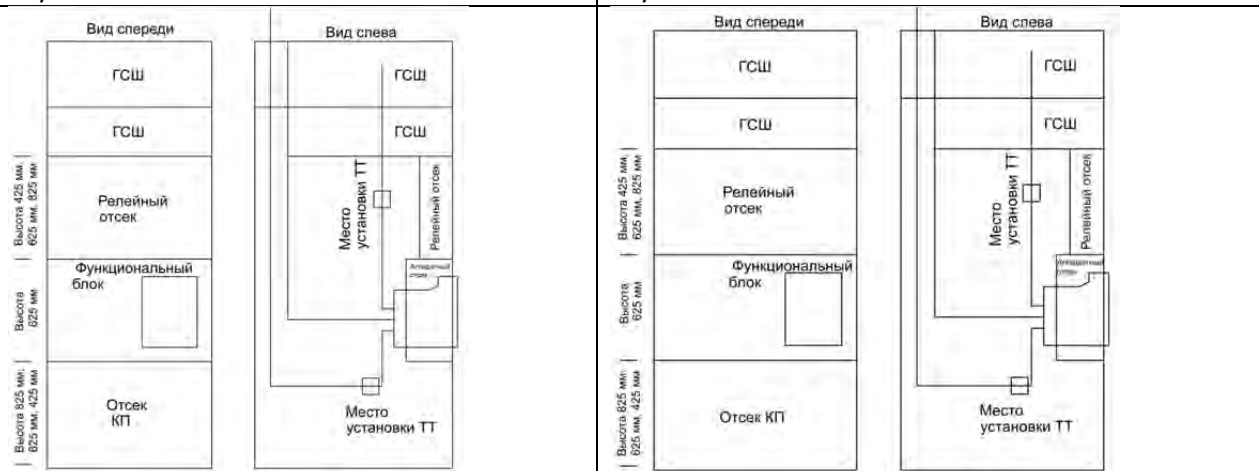 Вид спереди
ГСШ
ГСШ
Релейный
отсек
Функциональный
блок
Отсек
КП
Высота 425 мм,
625 мм, 825 мм
Высота
625 мм
Высота 825 мм,
625 мм, 425 мм
Вид слева
ГСШ
ГСШ
Место
установки ТТ
Релейный отсек
Место
установки ТТ
Вид спереди
ГСШ
ГСШ
Релейный
отсек
Функциональный
блок
Отсек КП
Высота 425 мм,
625 мм, 825 мм
Высота
625 мм
Высота 825 мм,
625 мм, 425 мм
Вид слева
ГСШ
ГСШ
Место
установки ТТ
Релейный отсек
Место
установки ТТ